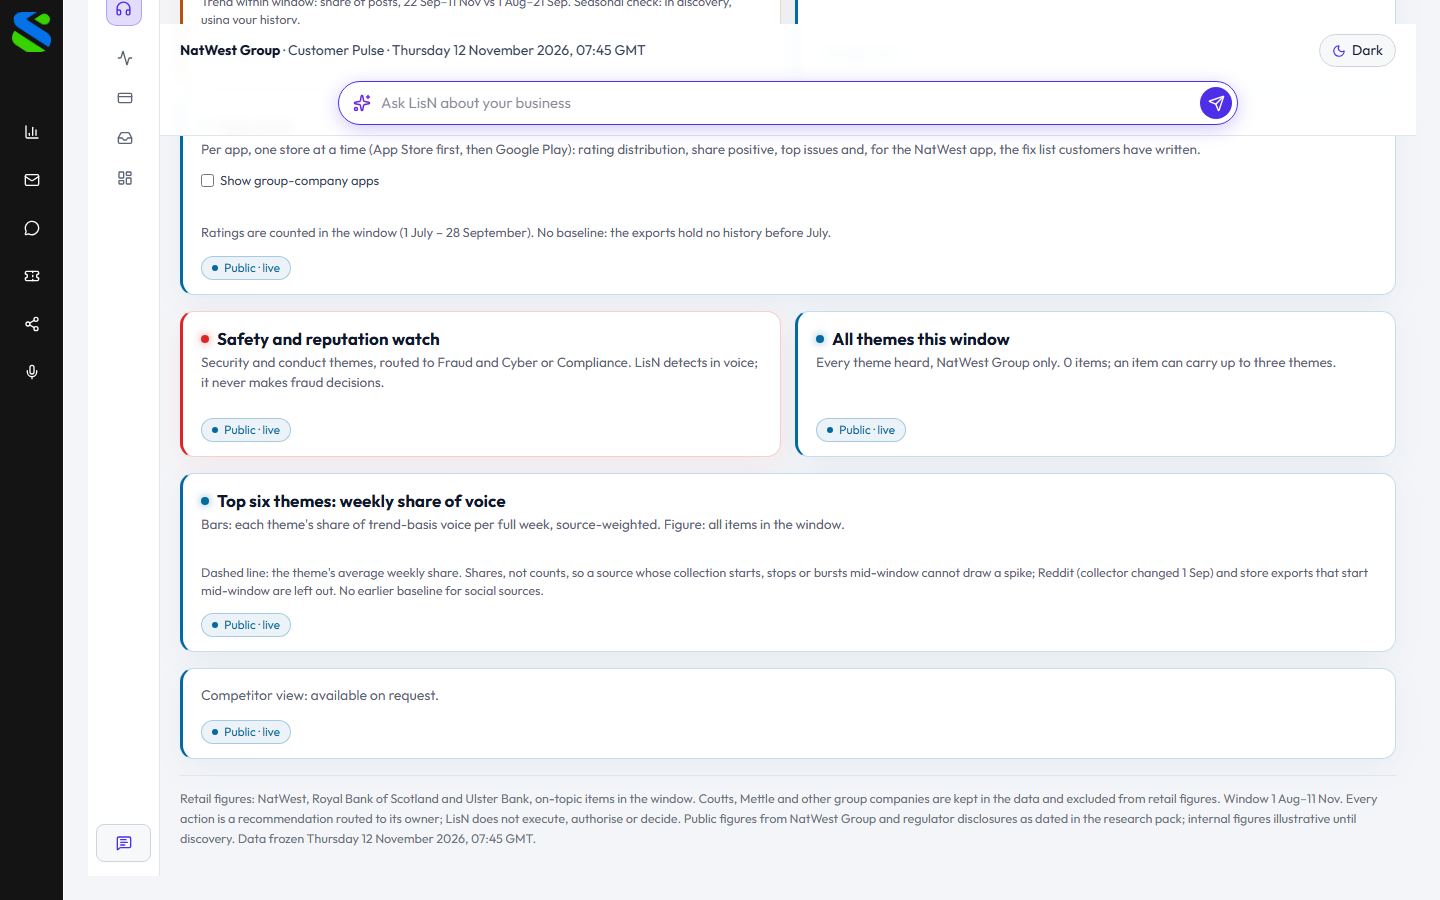 Trend within window: share of posts, 22 Sep–11 Nov vs 1 Aug–21 Sep. Seasonal check: in discovery,
using your history.
NatWest Group · Customer Pulse · Thursday 12 November 2026, 07:45 GMT
Dark
Ask LisN about your business
Per app, one store at a time (App Store first, then Google Play): rating distribution, share positive, top issues and, for the NatWest app, the fix list customers have written.
Show group-company apps
Ratings are counted in the window (1 July – 28 September). No baseline: the exports hold no history before July.
Public · live
Safety and reputation watch
Security and conduct themes, routed to Fraud and Cyber or Compliance. LisN detects in voice;
it never makes fraud decisions.
Public · live
All themes this window
Every theme heard, NatWest Group only. 0 items; an item can carry up to three themes.
Public · live
Top six themes: weekly share of voice
Bars: each theme's share of trend-basis voice per full week, source-weighted. Figure: all items in the window.
Dashed line: the theme's average weekly share. Shares, not counts, so a source whose collection starts, stops or bursts mid-window cannot draw a spike; Reddit (collector changed 1 Sep) and store exports that start
mid-window are left out. No earlier baseline for social sources.
Public · live
Competitor view: available on request.
Public · live
Retail figures: NatWest, Royal Bank of Scotland and Ulster Bank, on-topic items in the window. Coutts, Mettle and other group companies are kept in the data and excluded from retail figures. Window 1 Aug–11 Nov. Every
action is a recommendation routed to its owner; LisN does not execute, authorise or decide. Public figures from NatWest Group and regulator disclosures as dated in the research pack; internal figures illustrative until
discovery. Data frozen Thursday 12 November 2026, 07:45 GMT.